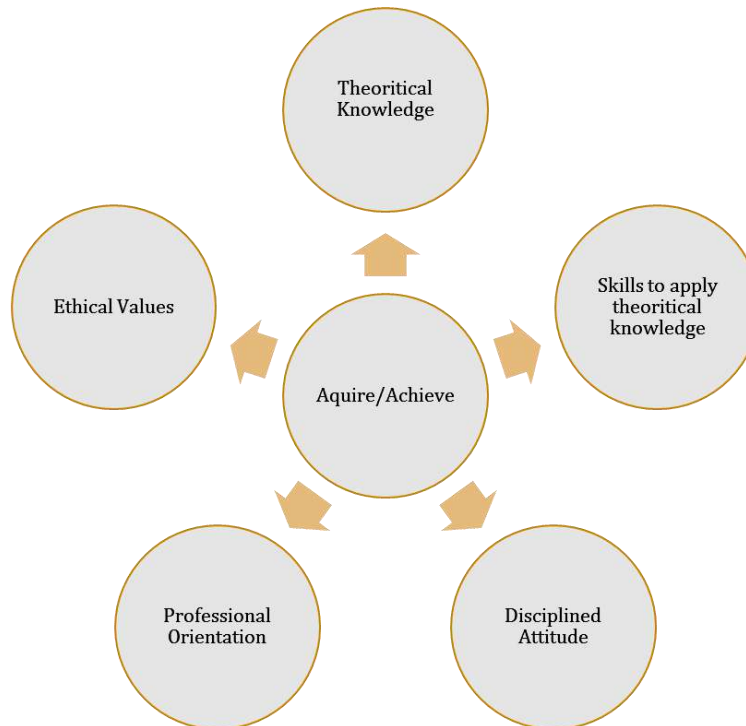 Theoritical
Knowledge
Ethical Values
Skills to apply
theoritical
knowledge
Aquire/Achieve
Professional
Orientation
Disciplined
Attitude